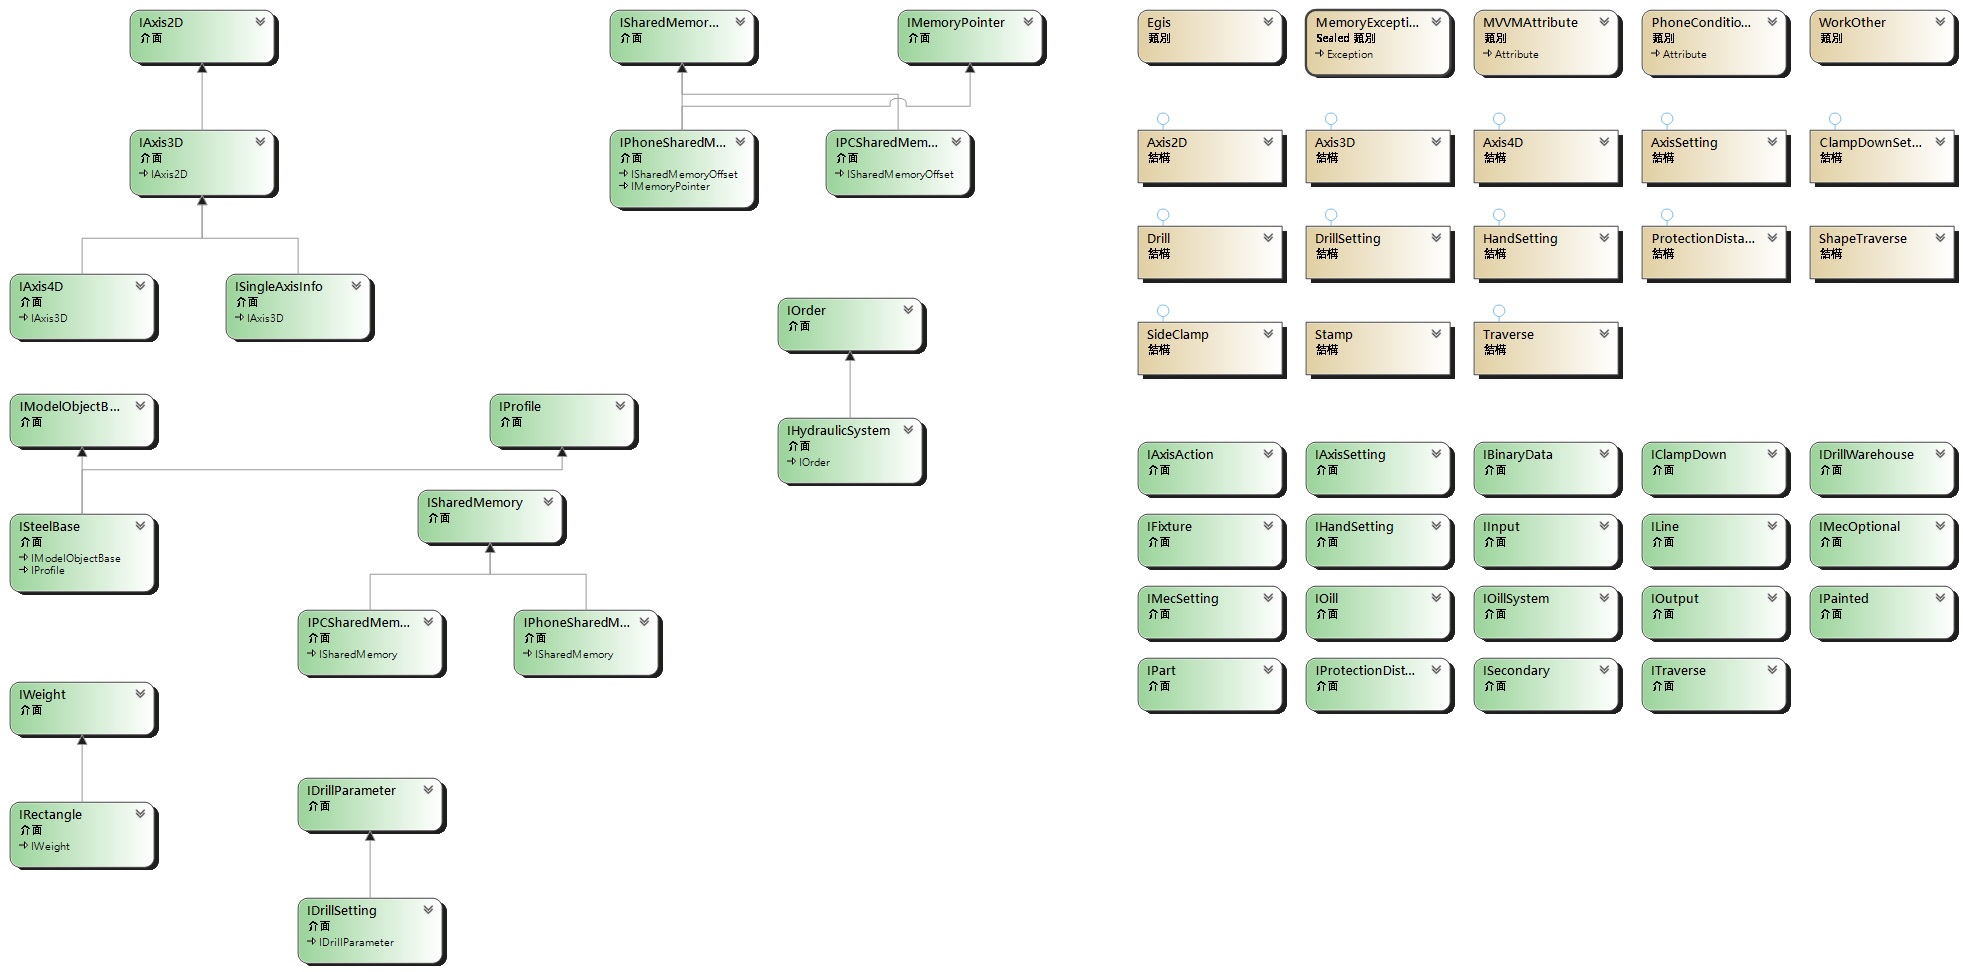 IAxis2D
介面
IAxis3D
介面
IAxis2D
IAxis4D
介面
IAxis3D
ISingleAxisInfo
介面
IAxis3D
ISharedMemor...
介面
IMemoryPointer
介面
IPhoneSharedM...
介面
ISharedMemoryOffset
IMemoryPointer
IPCSharedMem...
介面
ISharedMemoryOffset
IOrder
介面
IHydraulicSystem
介面
IOrder
IModelObjectB...
介面
IProfile
介面
ISteelBase
介面
IModelObjectBase
IProfile
ISharedMemory
介面
IPCSharedMem...
介面
ISharedMemory
IPhoneSharedM...
介面
ISharedMemory
IWeight
介面
IRectangle
介面
IWeight
IDrillParameter
介面
IDrillSetting
介面
IDrillParameter
Egis
類別
MemoryExcepti...
Sealed 類別
Exception
MVVMAttribute
類別
Attribute
PhoneConditio...
類別
Attribute
WorkOther
類別
Axis2D
結構
Axis3D
結構
Axis4D
結構
AxisSetting
結構
ClampDownSet...
結構
Drill
結構
DrillSetting
結構
HandSetting
結構
ProtectionDista...
結構
ShapeTraverse
結構
SideClamp
結構
Stamp
結構
Traverse
結構
IAxisAction
介面
IAxisSetting
介面
IBinaryData
介面
IClampDown
介面
IDrillWarehouse
介面
IFixture
介面
IHandSetting
介面
IInput
介面
ILine
介面
IMecOptional
介面
IMecSetting
介面
IOill
介面
IOillSystem
介面
IOutput
介面
IPainted
介面
IPart
介面
IProtectionDist...
介面
ISecondary
介面
ITraverse
介面